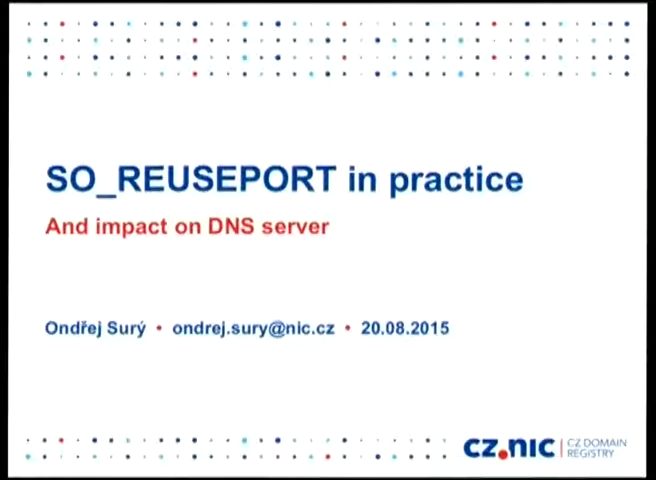 SO_REUSEPORT in practice
And impact on DNS server
Ondřej Surý • ondrej.sury@nic.cz • 20.08.2015
cz.nic | CZ DOMAIN
REGISTRY